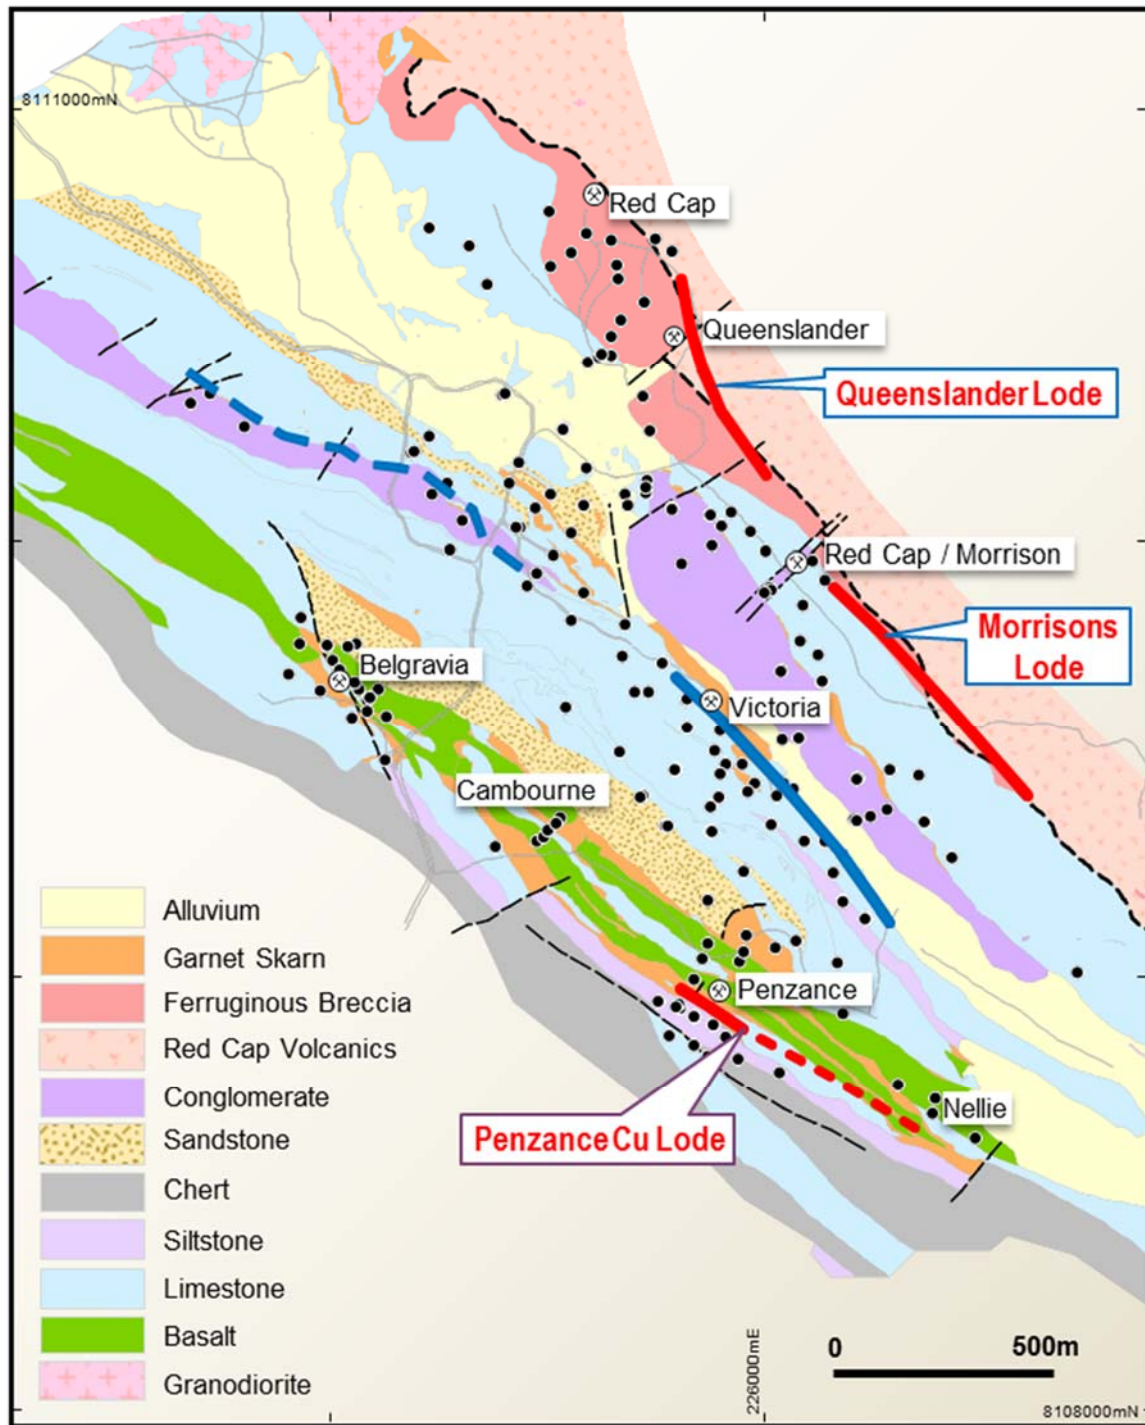 8111000mN
Red Cap
Queenslander
Queenslander Lode
Red Cap / Morrison
Morrisons
Lode
Belgravia
Victoria
Cambourne
Penzance
Nellie
Penzance Cu Lode
Alluvium
Garnet Skarn
Ferruginous Breccia
Red Cap Volcanics
Conglomerate
Sandstone
Chert
Siltstone
Limestone
Basalt
Granodiorite
226000mE
0 500m
8108000mN